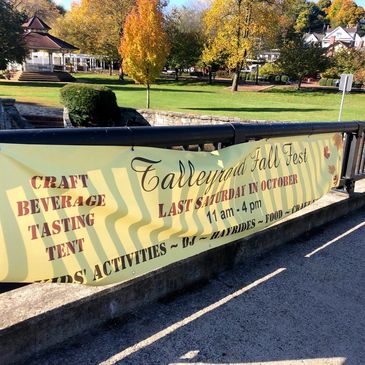 Talleyrand Fall Fest
LAST SATURDAY IN OCTOBER
11 am - 4 pm
CRAFT
BEVERAGE
TASTING
TENT
KIDS' ACTIVITIES ~ DJ ~ HAYRIDES ~ FOOD ~